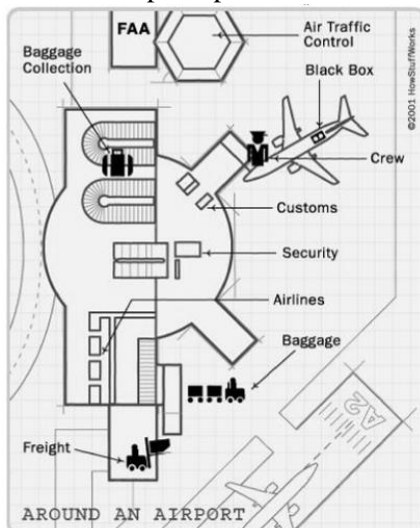 FAA
Air Traffic
Control
Baggage
Collection
Black Box
©2001 HowStuffWorks
Crew
Customs
Security
Airlines
Baggage
A2
Freight
AROUND AN AIRPORT